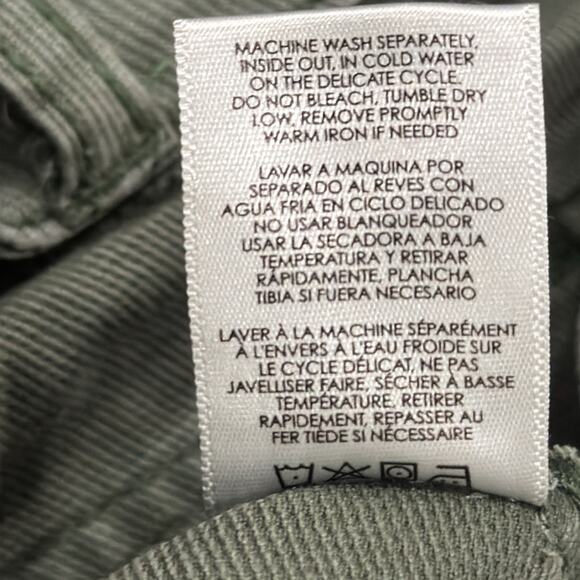 MACHINE WASH SEPARATELY,
INSIDE OUT, IN COLD WATER
ON THE DELICATE CYCLE.
DO NOT BLEACH, TUMBLE DRY
LOW, REMOVE PROMPTLY
WARM IRON IF NEEDED
LAVAR A MAQUINA POR
SEPARADO AL REVES CON
AGUA FRIA EN CICLO DELICADO
NO USAR BLANQUEADOR
USAR LA SECADORA A BAJA
TEMPERATURA Y RETIRAR
RÁPIDAMENTE, PLANCHA
TIBIA SI FUERA NECESARIO
LAVER À LA MACHINE SÉPARÉMENT
À L'ENVERS À L'EAU FROIDE SUR
LE CYCLE DÉLICAT, NE PAS
JAVELLISER FAIRE, SÉCHER À BASSE
TEMPÉRATURE, RETIRER
RAPIDEMENT, REPASSER AU
FER TIÈDE SI NÉCESSAIRE